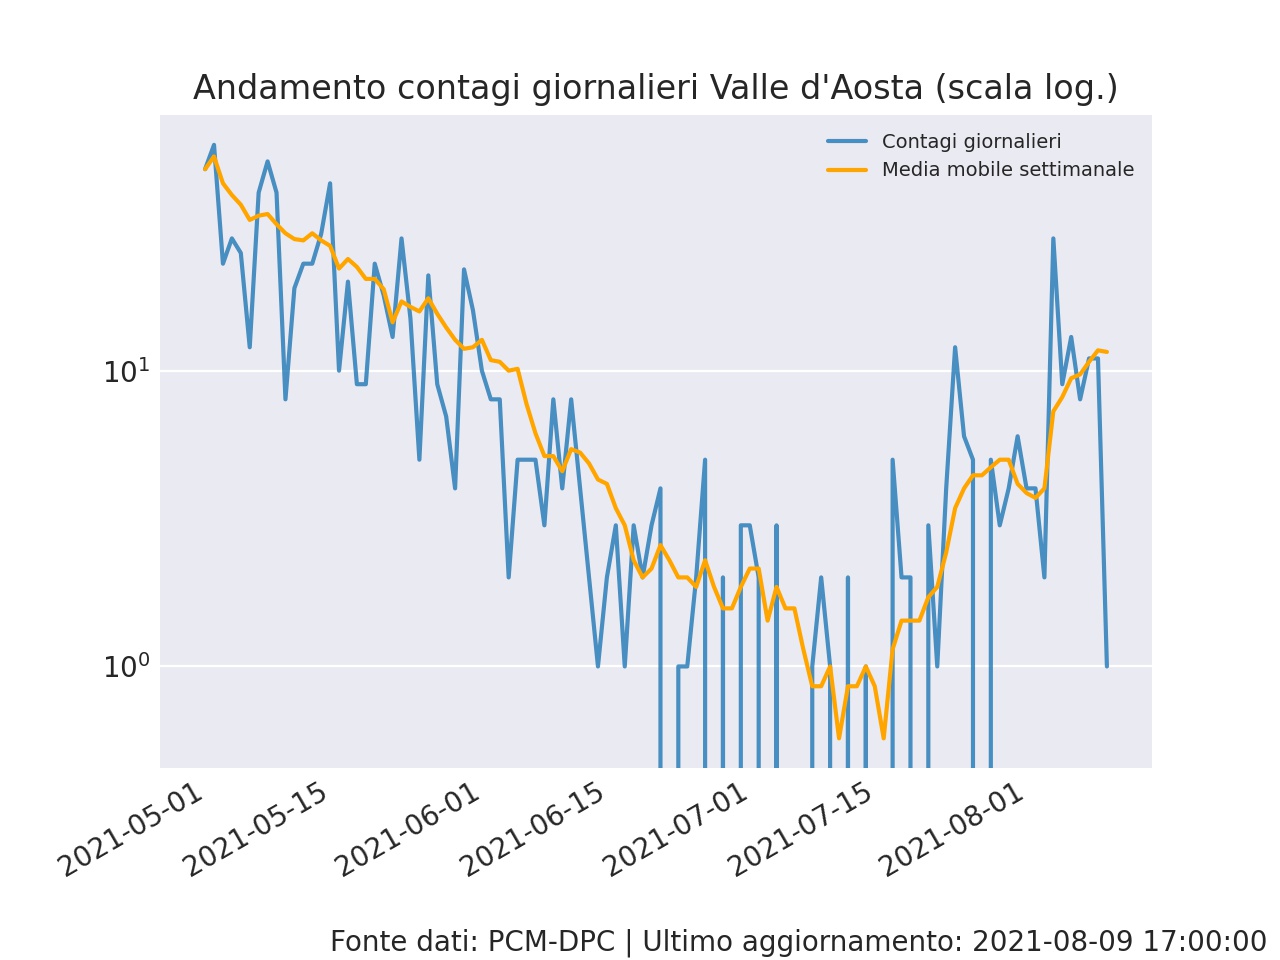 Andamento contagi giornalieri Valle d'Aosta (scala log.)
Contagi giornalieri
Media mobile settimanale
10¹
10⁰
2021-05-01
2021-05-15
2021-06-01
2021-06-15
2021-07-01
2021-07-15
2021-08-01
Fonte dati: PCM-DPC | Ultimo aggiornamento: 2021-08-09 17:00:00